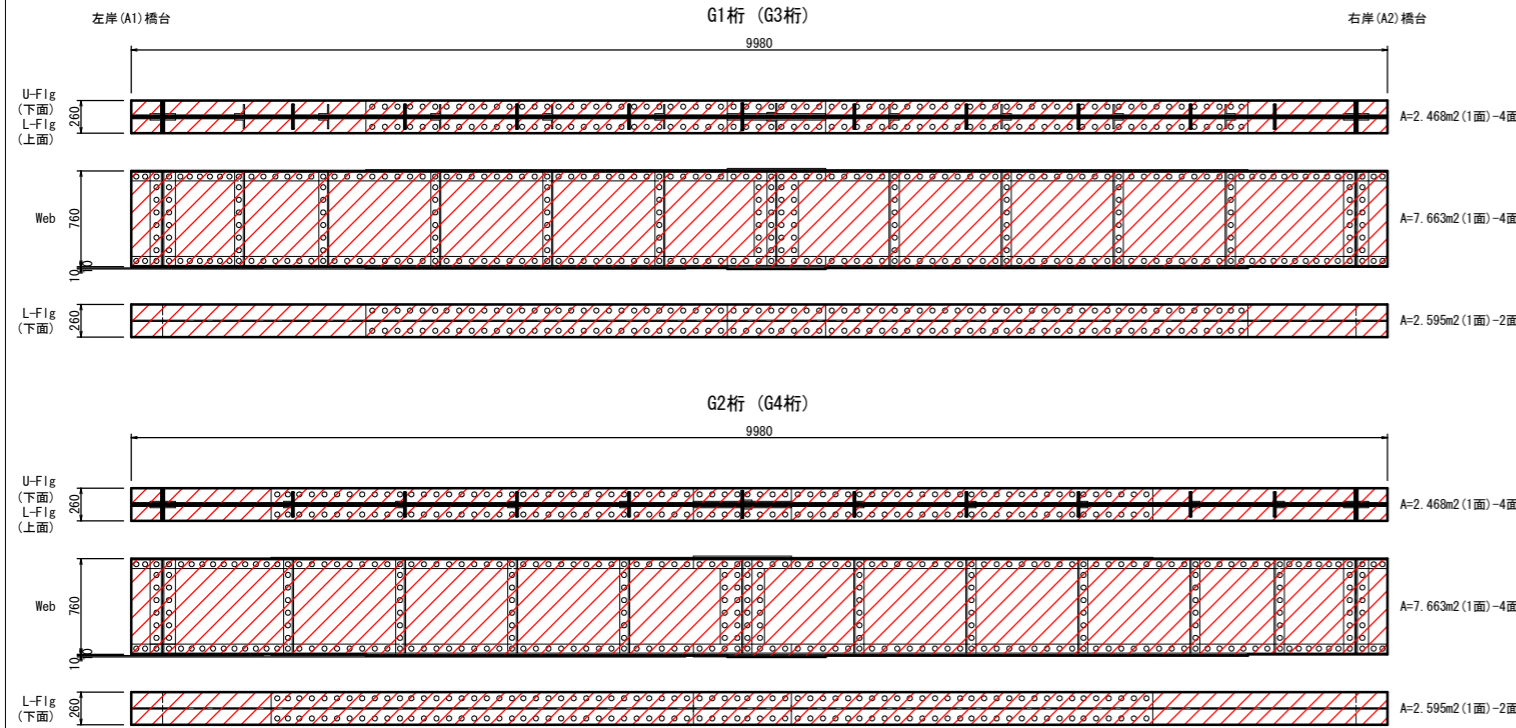 左岸(A1)橋台
G1桁 (G3桁)
右岸(A2)橋台
9980
U-Flg
(下面)
L-Flg
(上面)
260
A=2.468m2(1面)-4面
Web
760
10
A=7.663m2(1面)-4面
L-Flg
(下面)
260
A=2.595m2(1面)-2面
G2桁 (G4桁)
9980
U-Flg
(下面)
L-Flg
(上面)
260
A=2.468m2(1面)-4面
Web
760
10
A=7.663m2(1面)-4面
L-Flg
(下面)
260
A=2.595m2(1面)-2面